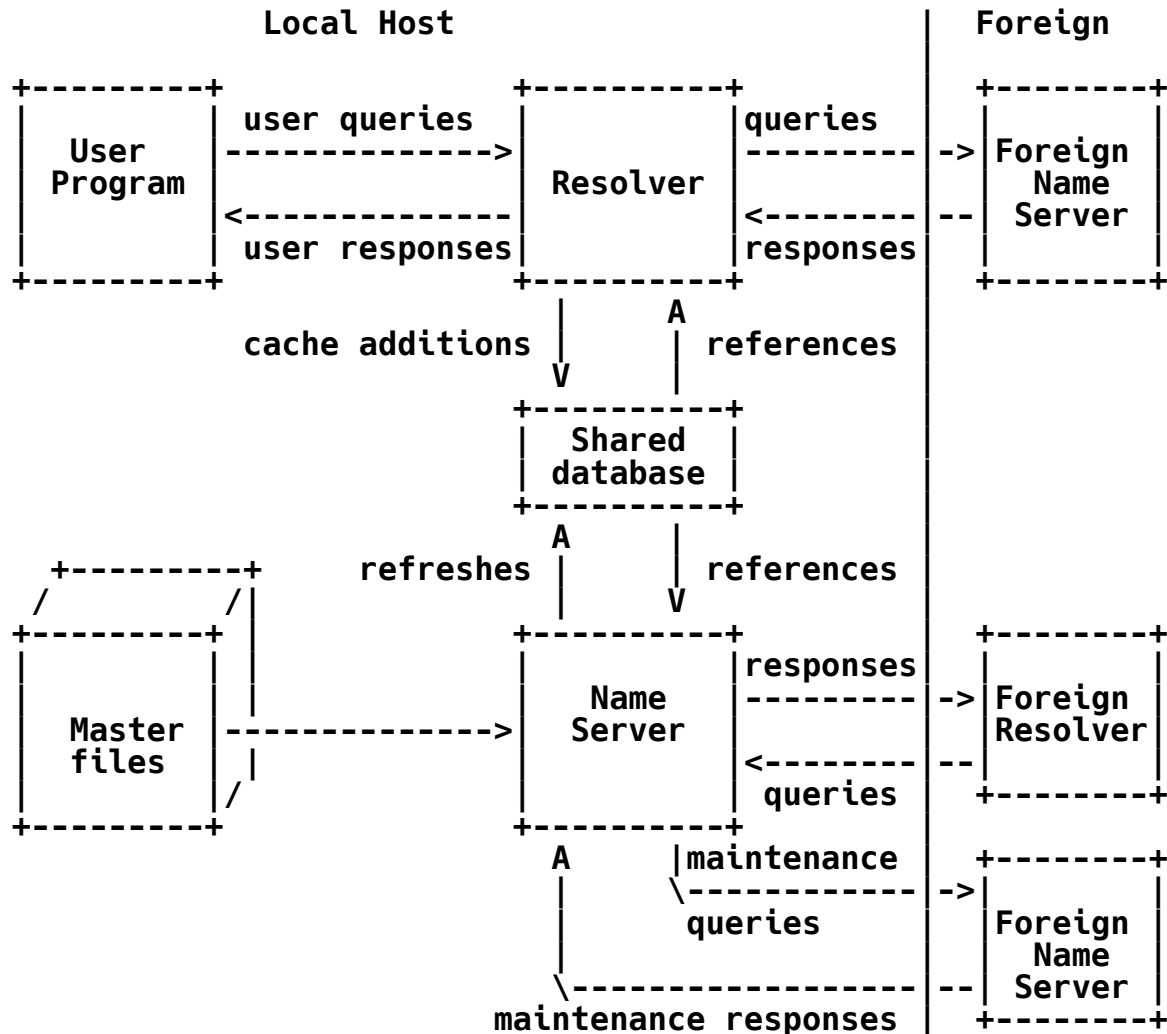 Local Host                        |  Foreign
                                               |
+---------+               +----------+         |  +--------+
|         | user queries  |          |queries  |  |        |
|  User   |-------------->|          |---------|->|Foreign |
| Program |               | Resolver |         |  |  Name  |
|         |<--------------|          |<--------|--| Server |
|         | user responses|          |responses|  |        |
+---------+               +----------+         |  +--------+
                            |     A            |
            cache additions |     | references |
                            V     |            |
                          +----------+         |
                          |  Shared  |         |
                          | database |         |
                          +----------+         |
                            A     |            |
  +---------+     refreshes |     | references |
 /         /|               |     V            |
+---------+ |             +----------+         |  +--------+
|         | |             |          |responses|  |        |
|         | |             |   Name   |---------|->|Foreign |
|  Master |-------------->|  Server  |         |  |Resolver|
|  files  | |             |          |<--------|--|        |
|         |/              |          | queries |  +--------+
+---------+               +----------+         |
                            A     |maintenance |  +--------+
                            |     \------------|->|        |
                            |      queries     |  |Foreign |
                            |                  |  |  Name  |
                            \------------------|--| Server |
                         maintenance responses |  +--------+